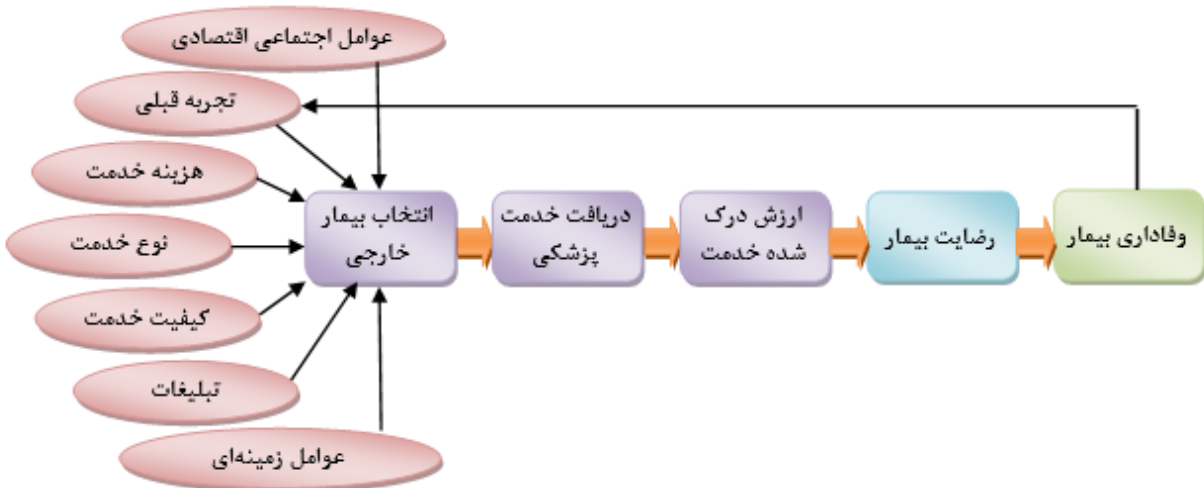 عوامل اجتماعی اقتصادی
تجربه قبلی
هزینه خدمت
نوع خدمت
کیفیت خدمت
تبلیغات
عوامل زمینه‌ای
انتخاب بیمار
خارجی
دریافت خدمت
پزشکی
ارزش درک
شده خدمت
رضایت بیمار
وفاداری بیمار